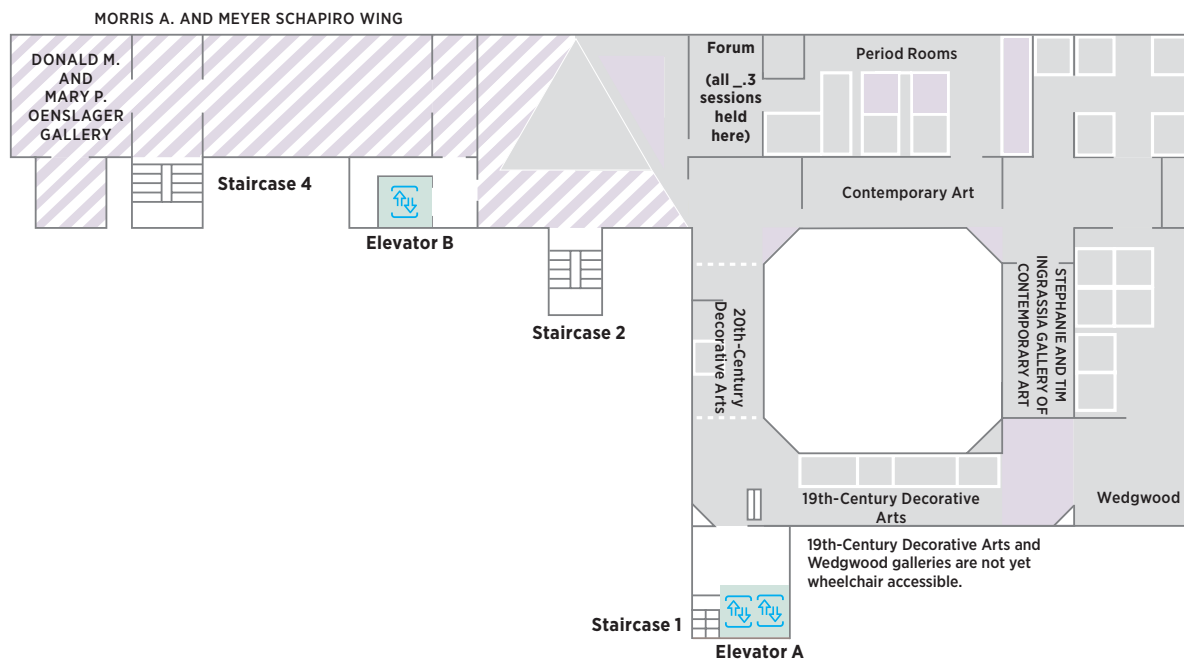 MORRIS A. AND MEYER SCHAPIRO WING
DONALD M.
AND
MARY P.
OENSLAGER
GALLERY
Forum
(all _.3
sessions
held
here)
Period Rooms
Staircase 4
Contemporary Art
Elevator B
Staircase 2
20th-Century
Decorative Arts
STEPHANIE AND TIM
INGRASSIA GALLERY OF
CONTEMPORARY ART
19th-Century Decorative
Arts
Wedgwood
19th-Century Decorative Arts and
Wedgwood galleries are not yet
wheelchair accessible.
Staircase 1
Elevator A